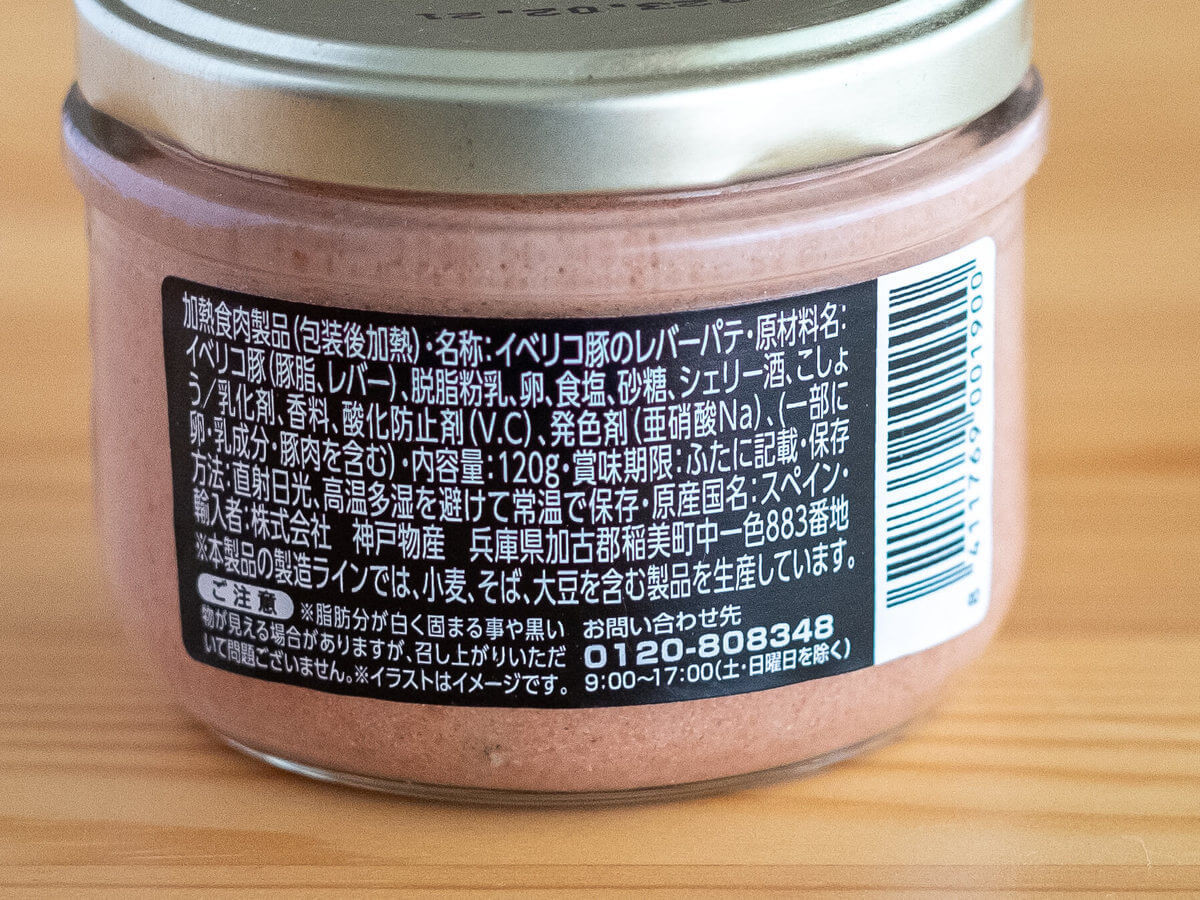 023.02.21
加熱食肉製品(包装後加熱)・名称:イベリコ豚のレバーパテ・原材料名:
イベリコ豚(豚脂、レバー)、脱脂粉乳、卵、食塩、砂糖、シェリー酒、こしょ
う/乳化剤、香料、酸化防止剤(V.C)、発色剤(亜硝酸Na)、(一部に
卵・乳成分・豚肉を含む)・内容量:120g・賞味期限:ふたに記載・保存
方法:直射日光、高温多湿を避けて常温で保存・原産国名:スペイン・
輸入者:株式会社 神戸物産 兵庫県加古郡稲美町中一色883番地
※本製品の製造ラインでは、小麦、そば、大豆を含む製品を生産しています。
ご注意 ※脂肪分が白く固まる事や黒い
物が見える場合がありますが、召し上がりいただ
いて問題ございません。※イラストはイメージです。
お問い合わせ先
0120-808348
9:00〜17:00(土・日曜日を除く)
8 411769 001900